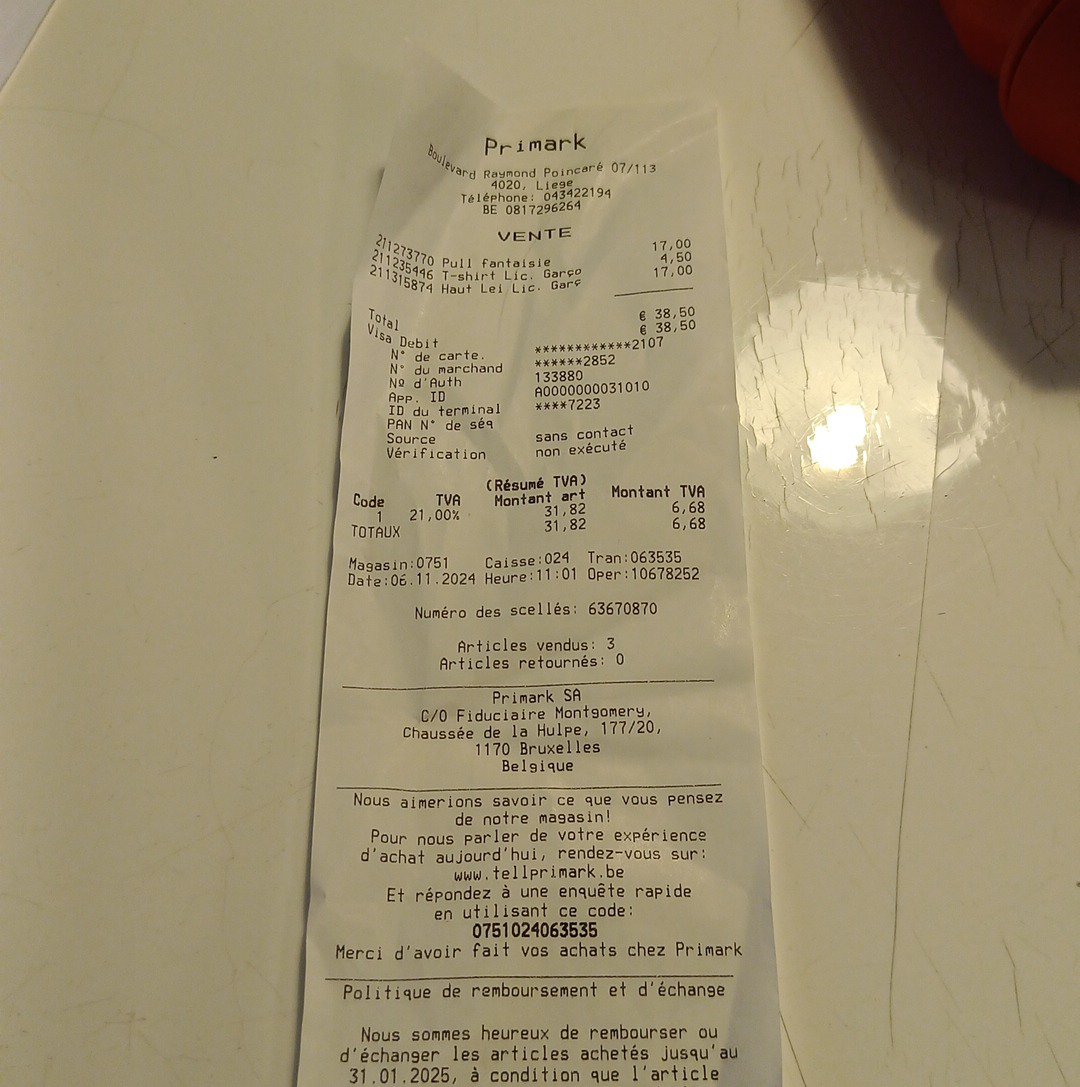 Primark
Boulevard Raymond Poincaré 07/113
4020, Liege
Téléphone: 043422194
BE 0817296264
VENTE
211273770 Pull fantaisie 17,00
211235446 T-shirt Lic. Garço 4,50
211315874 Haut Lei Lic. Garç 17,00
Total € 38,50
Visa Debit € 38,50
N° de carte. ************2107
N° du marchand ******2852
Nº d'Auth 133880
App. ID A0000000031010
ID du terminal ****7223
PAN N° de séq
Source sans contact
Vérification non exécuté
(Résumé TVA)
Code TVA Montant art Montant TVA
1 21,00% 31,82 6,68
TOTAUX 31,82 6,68
Magasin:0751 Caisse:024 Tran:063535
Date:06.11.2024 Heure:11:01 Oper:10678252
Numéro des scellés: 63670870
Articles vendus: 3
Articles retournés: 0
Primark SA
C/O Fiduciaire Montgomery,
Chaussée de la Hulpe, 177/20,
1170 Bruxelles
Belgique
Nous aimerions savoir ce que vous pensez
de notre magasin!
Pour nous parler de votre expérience
d'achat aujourd'hui, rendez-vous sur:
www.tellprimark.be
Et répondez à une enquête rapide
en utilisant ce code:
0751024063535
Merci d'avoir fait vos achats chez Primark
Politique de remboursement et d'échange
Nous sommes heureux de rembourser ou
d'échanger les articles achetés jusqu'au
31.01.2025, à condition que l'article